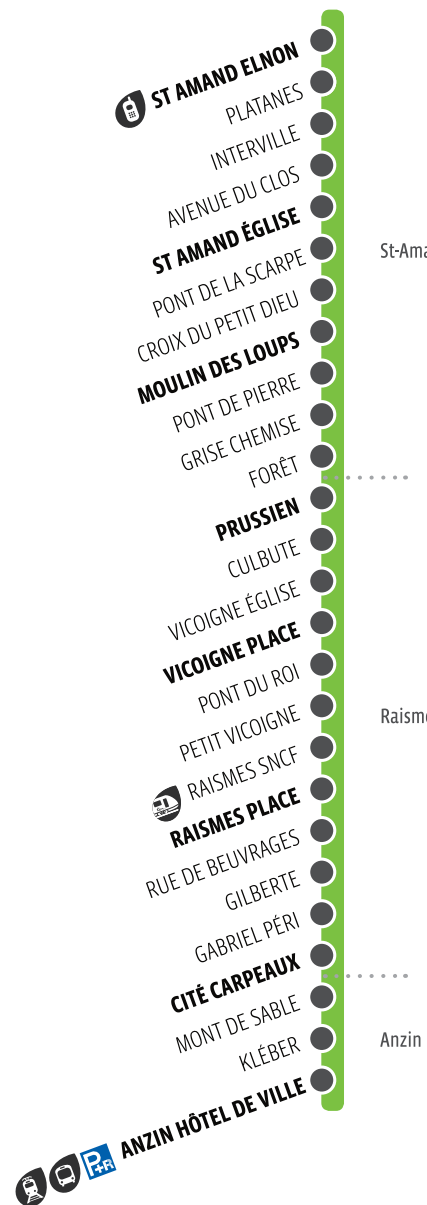 ST AMAND ELNON
PLATANES
INTERVILLE
AVENUE DU CLOS
ST AMAND ÉGLISE
PONT DE LA SCARPE
CROIX DU PETIT DIEU
MOULIN DES LOUPS
PONT DE PIERRE
GRISE CHEMISE
FORÊT
PRUSSIEN
CULBUTE
VICOIGNE ÉGLISE
VICOIGNE PLACE
PONT DU ROI
PETIT VICOIGNE
RAISMES SNCF
RAISMES PLACE
RUE DE BEUVRAGES
GILBERTE
GABRIEL PÉRI
CITÉ CARPEAUX
MONT DE SABLE
KLÉBER
P+R ANZIN HÔTEL DE VILLE
St-Ama
Raisme
Anzin